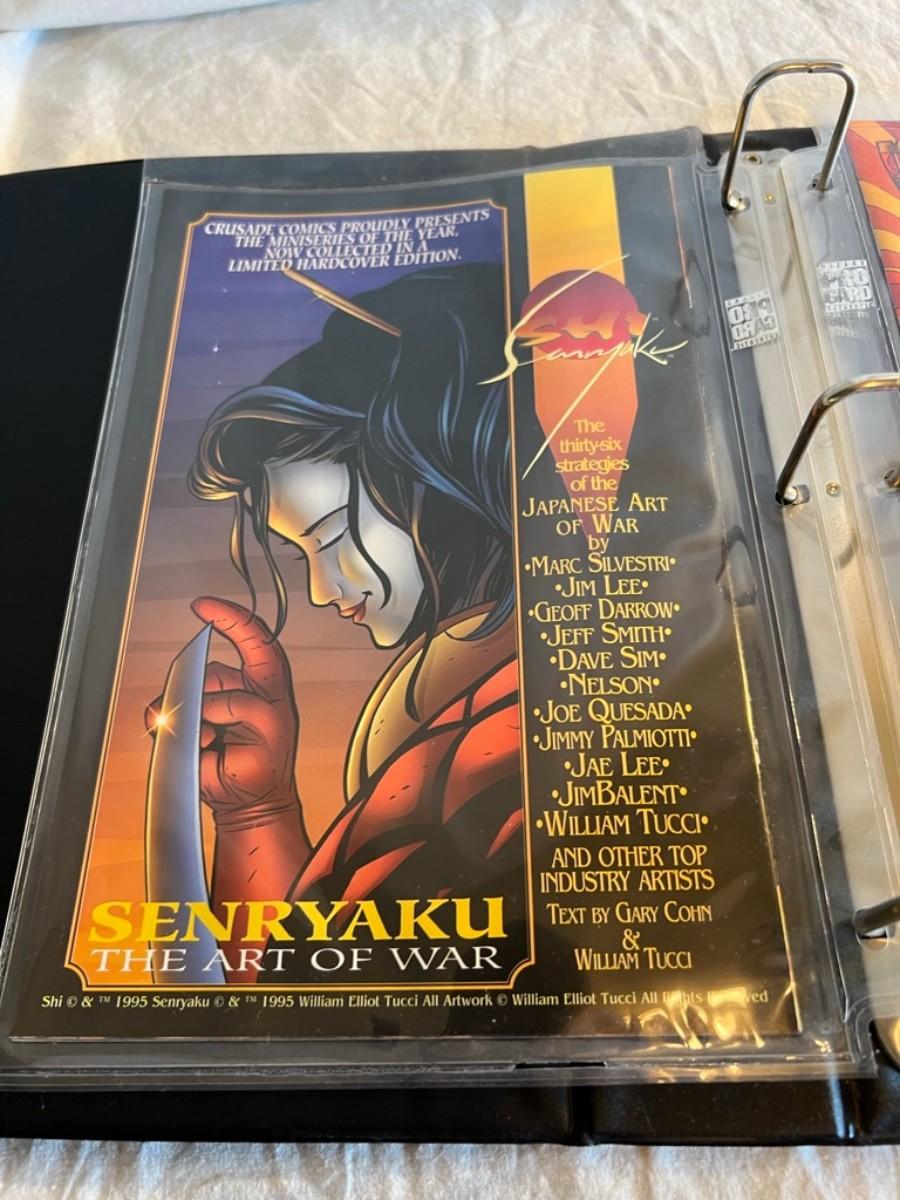 CRUSADE COMICS PROUDLY PRESENTS
THE MINISERIES OF THE YEAR.
NOW COLLECTED IN A
LIMITED HARDCOVER EDITION.
SHI
Senryaku™
The
thirty-six
strategies
of the
JAPANESE ART
OF WAR
by
•MARC SILVESTRI•
•JIM LEE•
•GEOFF DARROW•
•JEFF SMITH•
•DAVE SIM•
•NELSON•
•JOE QUESADA•
•JIMMY PALMIOTTI•
•JAE LEE•
•JIMBALENT•
•WILLIAM TUCCI•
AND OTHER TOP
INDUSTRY ARTISTS
TEXT BY GARY COHN
&
WILLIAM TUCCI
SENRYAKU
THE ART OF WAR
Shi © & ™ 1995 Senryaku © & ™ 1995 William Elliot Tucci All Artwork © William Elliot Tucci All Rights Reserved
PRO
CARD